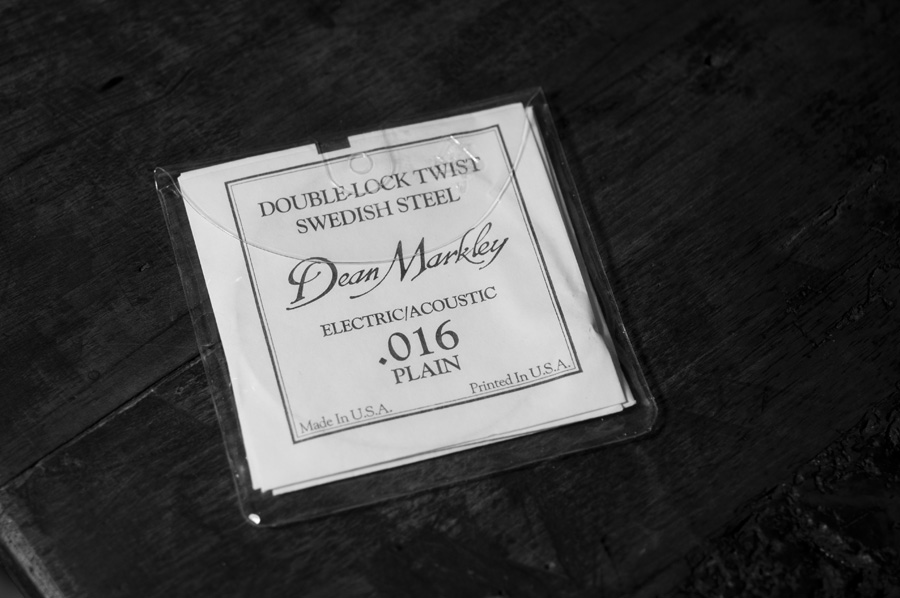 DOUBLE-LOCK TWIST
SWEDISH STEEL
Dean Markley
ELECTRIC/ACOUSTIC
.016
PLAIN
Made In U.S.A.
Printed In U.S.A.